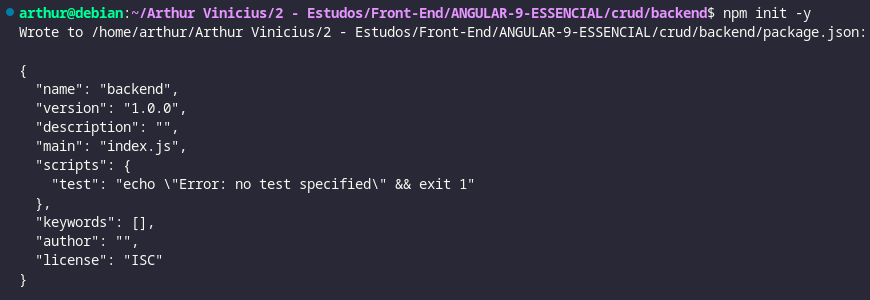 arthur@debian:~/Arthur Vinicius/2 - Estudos/Front-End/ANGULAR-9-ESSENCIAL/crud/backend$ npm init -y
Wrote to /home/arthur/Arthur Vinicius/2 - Estudos/Front-End/ANGULAR-9-ESSENCIAL/crud/backend/package.json:

{
  "name": "backend",
  "version": "1.0.0",
  "description": "",
  "main": "index.js",
  "scripts": {
    "test": "echo \"Error: no test specified\" && exit 1"
  },
  "keywords": [],
  "author": "",
  "license": "ISC"
}